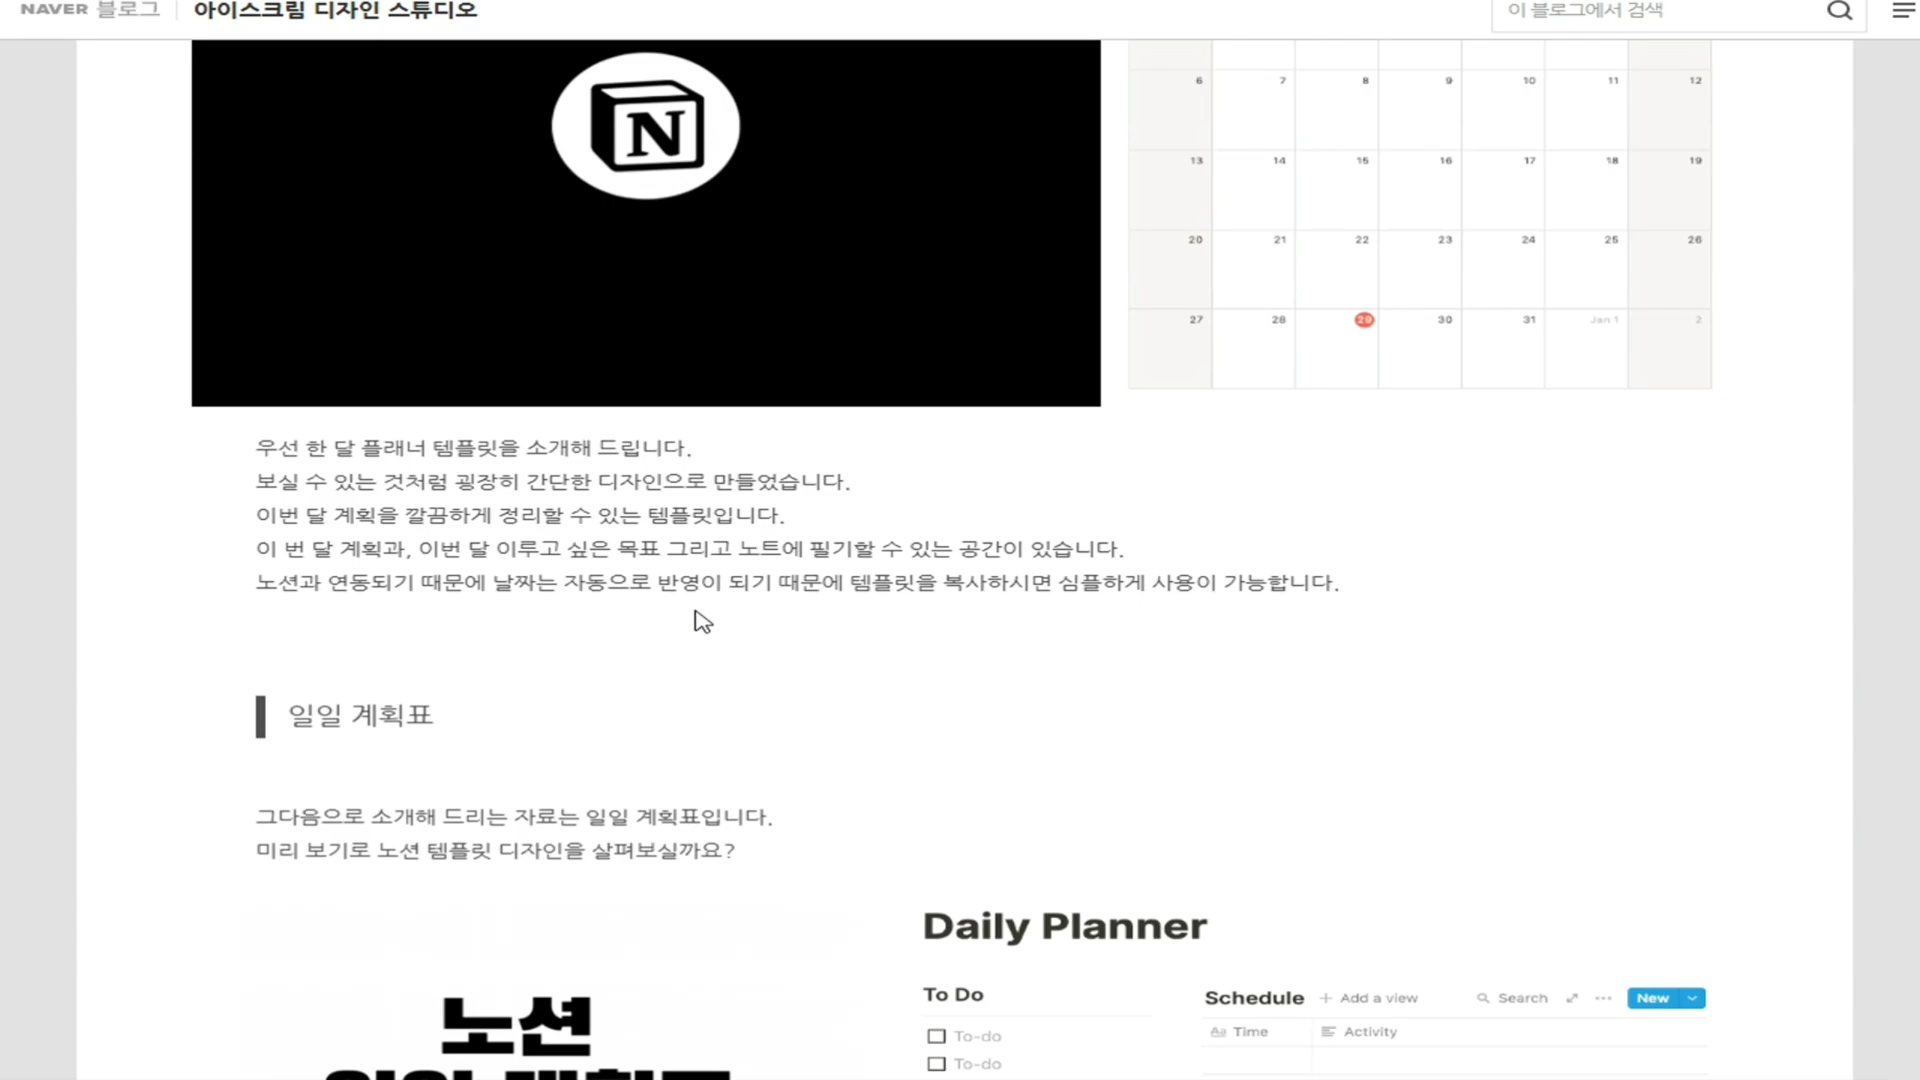 NAVER 블로그 아이스크림 디자인 스튜디오 이 블로그에서 검색
N
6 7 8 9 10 11 12
13 14 15 16 17 18 19
20 21 22 23 24 25 26
27 28 29 30 31 Jan 1 2
우선 한 달 플래너 템플릿을 소개해 드립니다.
보실 수 있는 것처럼 굉장히 간단한 디자인으로 만들었습니다.
이번 달 계획을 깔끔하게 정리할 수 있는 템플릿입니다.
이 번 달 계획과, 이번 달 이루고 싶은 목표 그리고 노트에 필기할 수 있는 공간이 있습니다.
노션과 연동되기 때문에 날짜는 자동으로 반영이 되기 때문에 템플릿을 복사하시면 심플하게 사용이 가능합니다.
일일 계획표
그다음으로 소개해 드리는 자료는 일일 계획표입니다.
미리 보기로 노션 템플릿 디자인을 살펴보실까요?
노션
Daily Planner
To Do
To-do
To-do
Schedule + Add a view Search ... New
Aa Time Activity